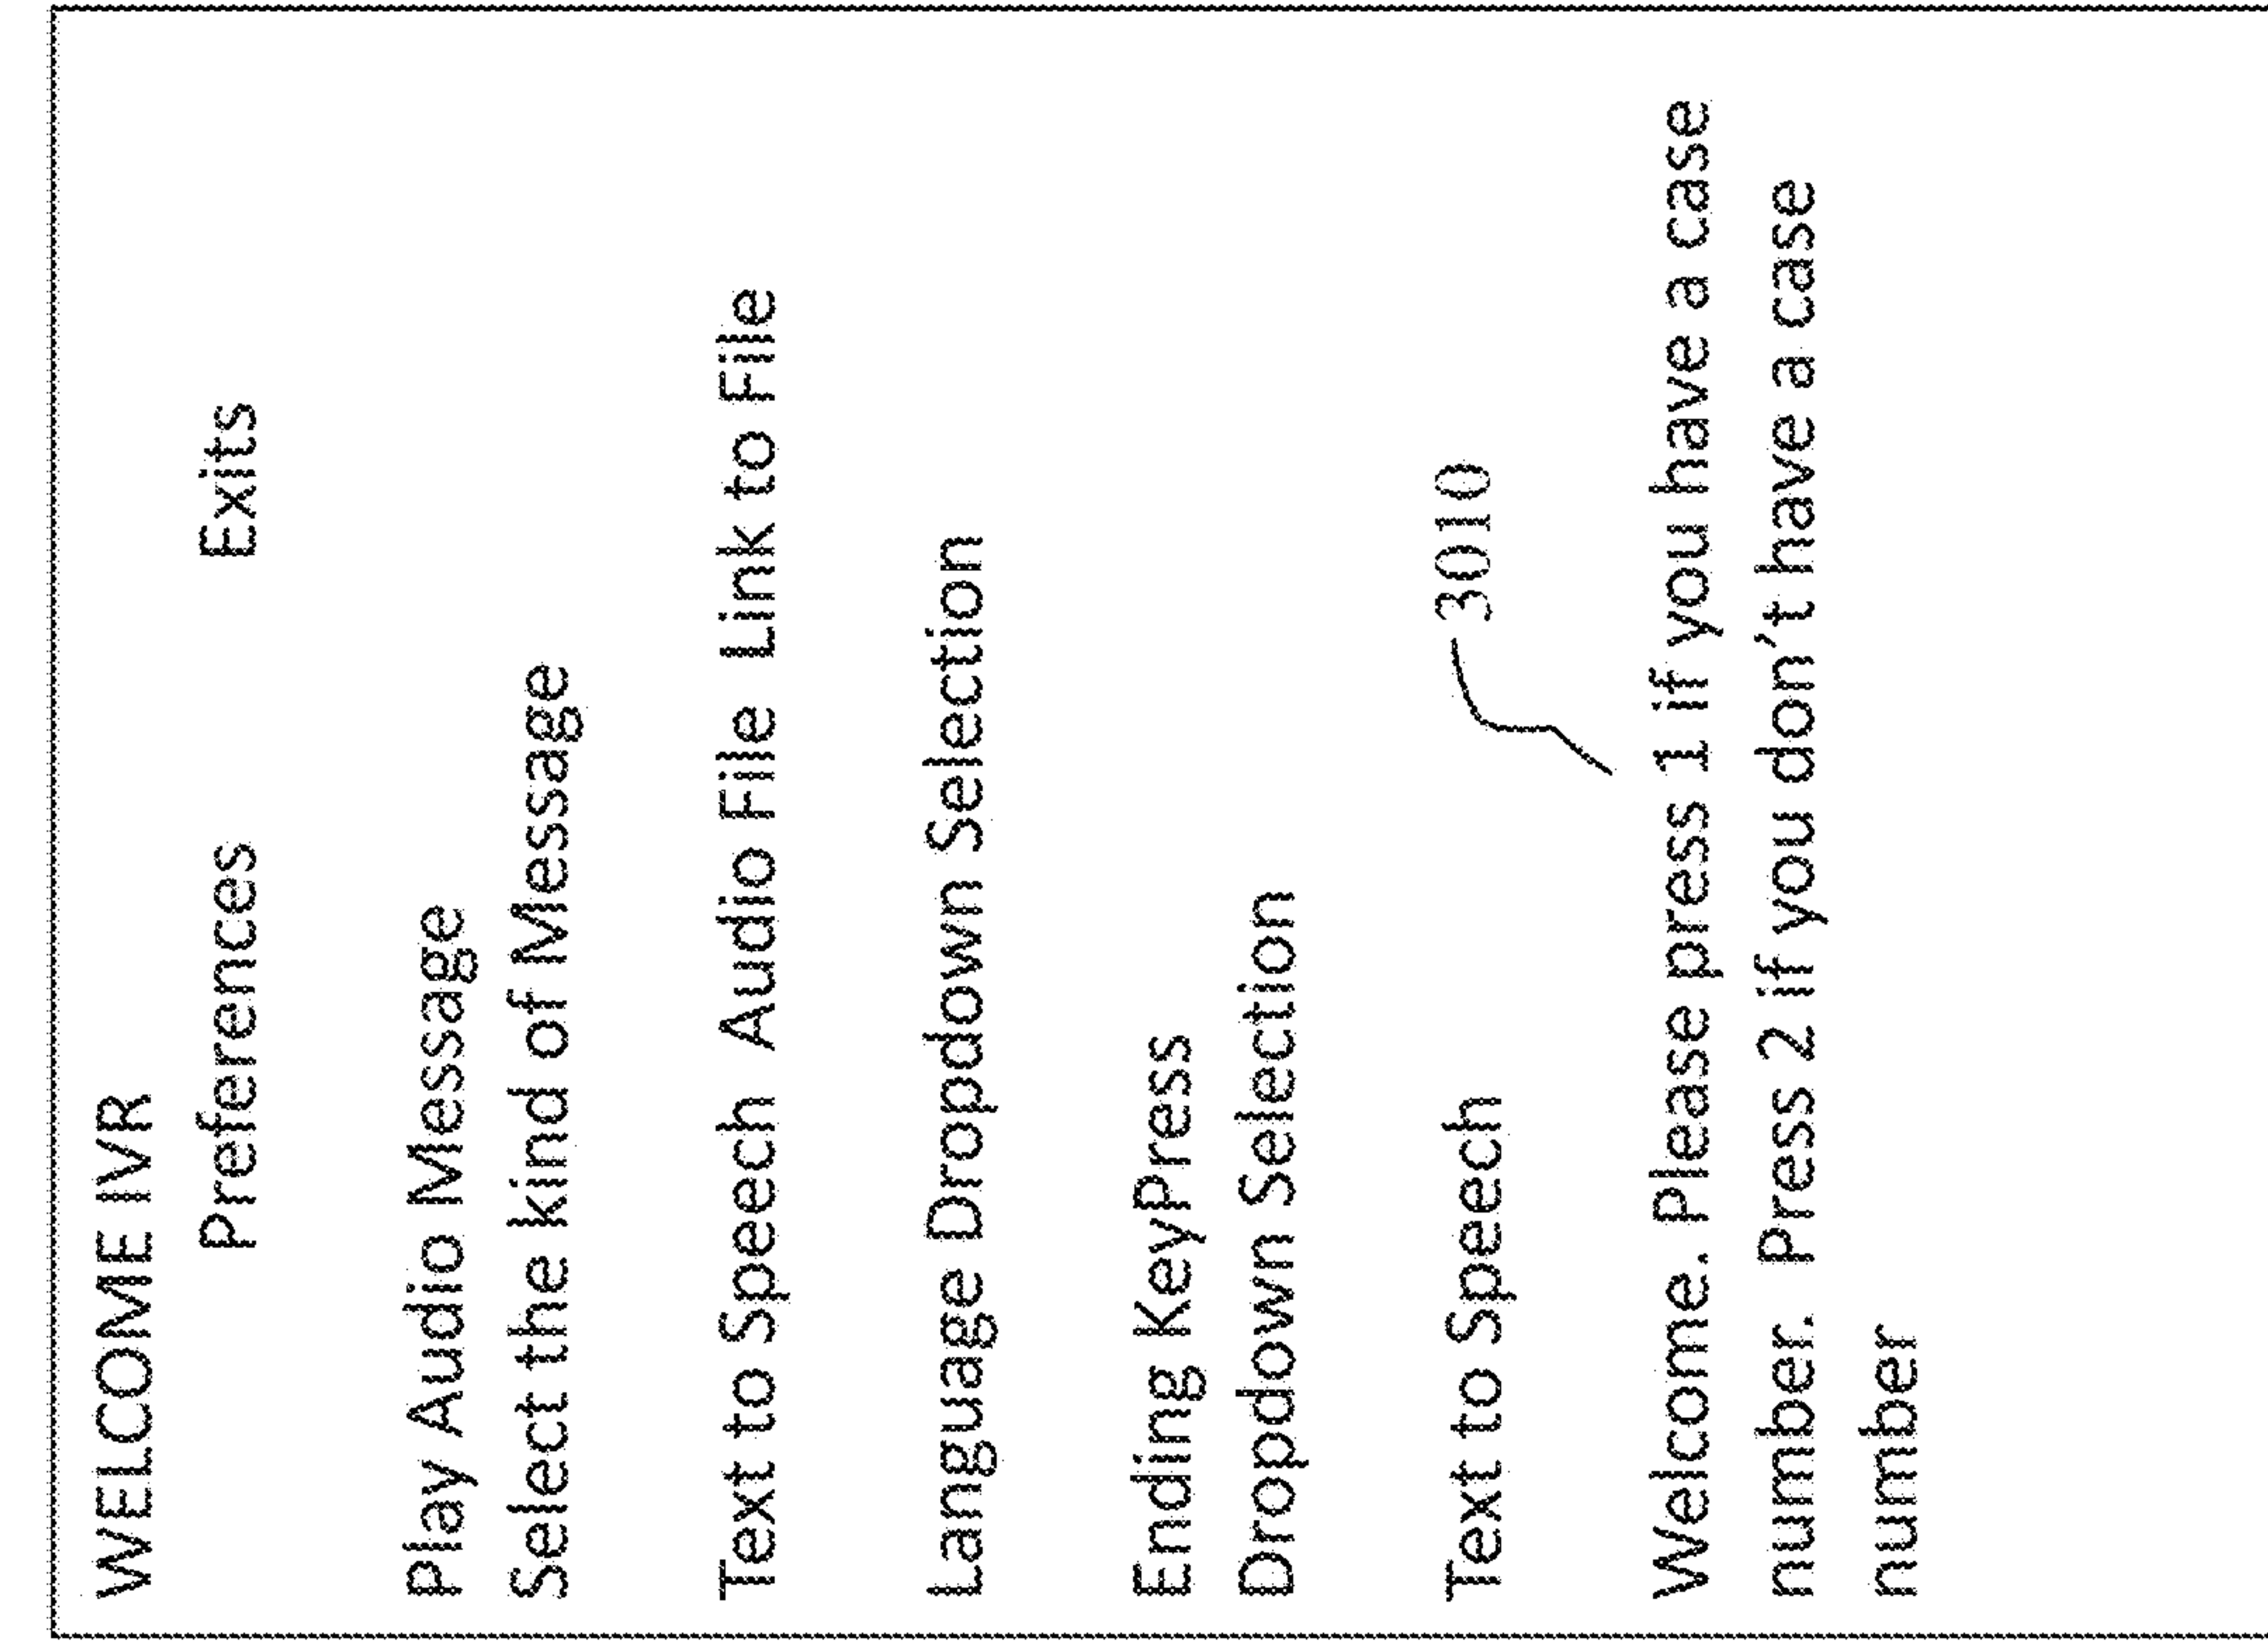 WELCOME IVR
Preferences Exits
Play Audio Message
Select the kind of Message
Text to Speech Audio File Link to File
Language Dropdown Selection
Ending KeyPress
Dropdown Selection
Text to Speech
3010
Welcome. Please press 1 if you have a case
number. Press 2 if you don't have a case
number